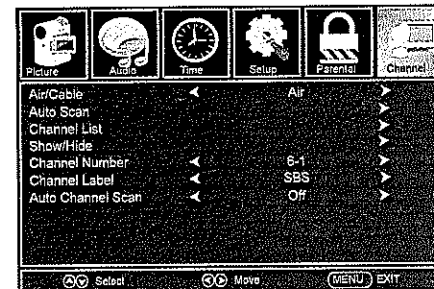 Picture Audio Time Setup Parental Channel
Air/Cable Air
Auto Scan
Channel List
Show/Hide
Channel Number 6-1
Channel Label SBS
Auto Channel Scan Off
Select Move MENU EXIT